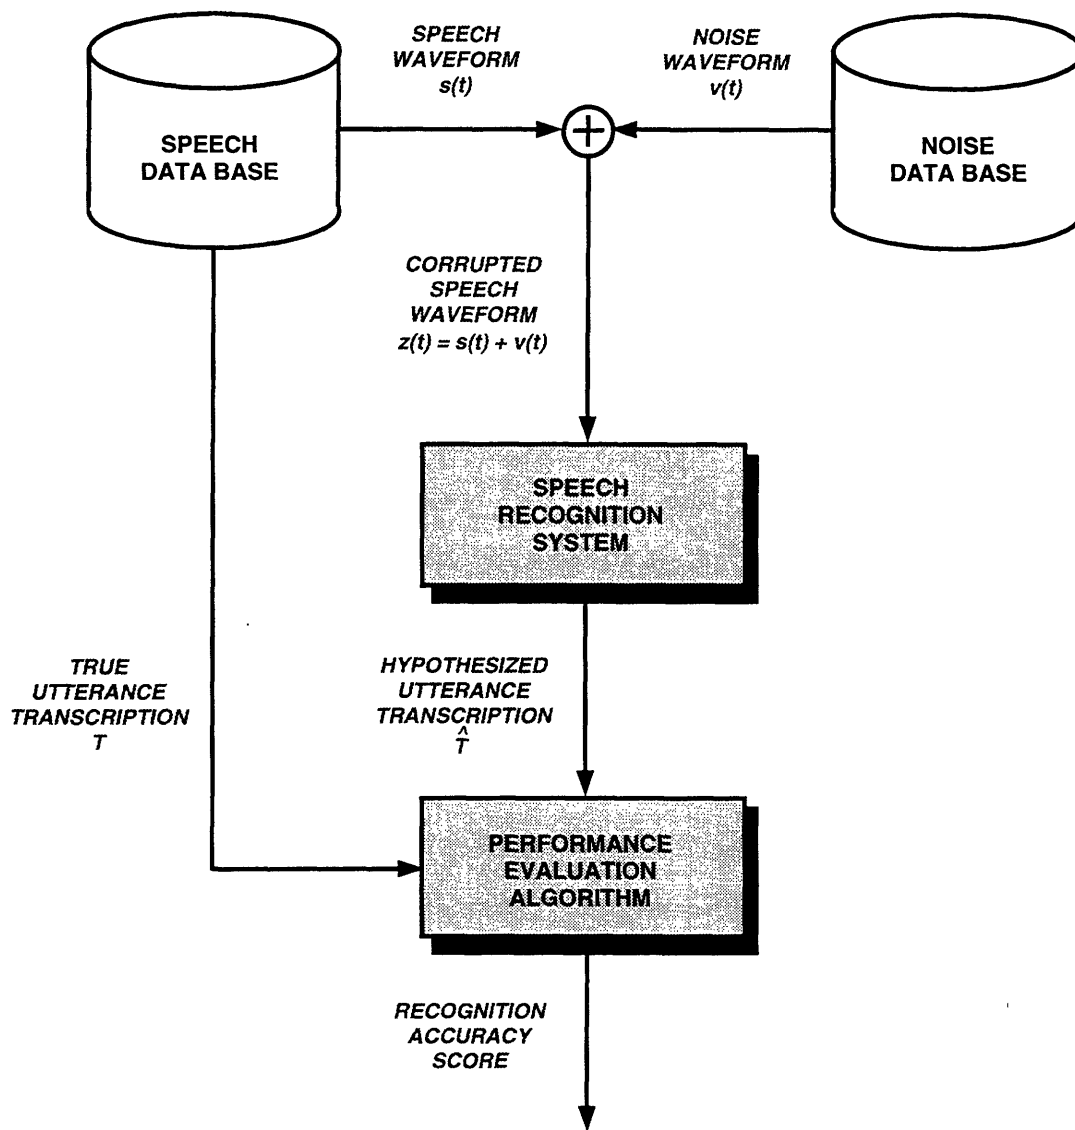 SPEECH
WAVEFORM
s(t)
NOISE
WAVEFORM
v(t)
SPEECH
DATA BASE
+
NOISE
DATA BASE
CORRUPTED
SPEECH
WAVEFORM
z(t) = s(t) + v(t)
SPEECH
RECOGNITION
SYSTEM
TRUE
UTTERANCE
TRANSCRIPTION
T
HYPOTHESIZED
UTTERANCE
TRANSCRIPTION
T̂
PERFORMANCE
EVALUATION
ALGORITHM
RECOGNITION
ACCURACY
SCORE